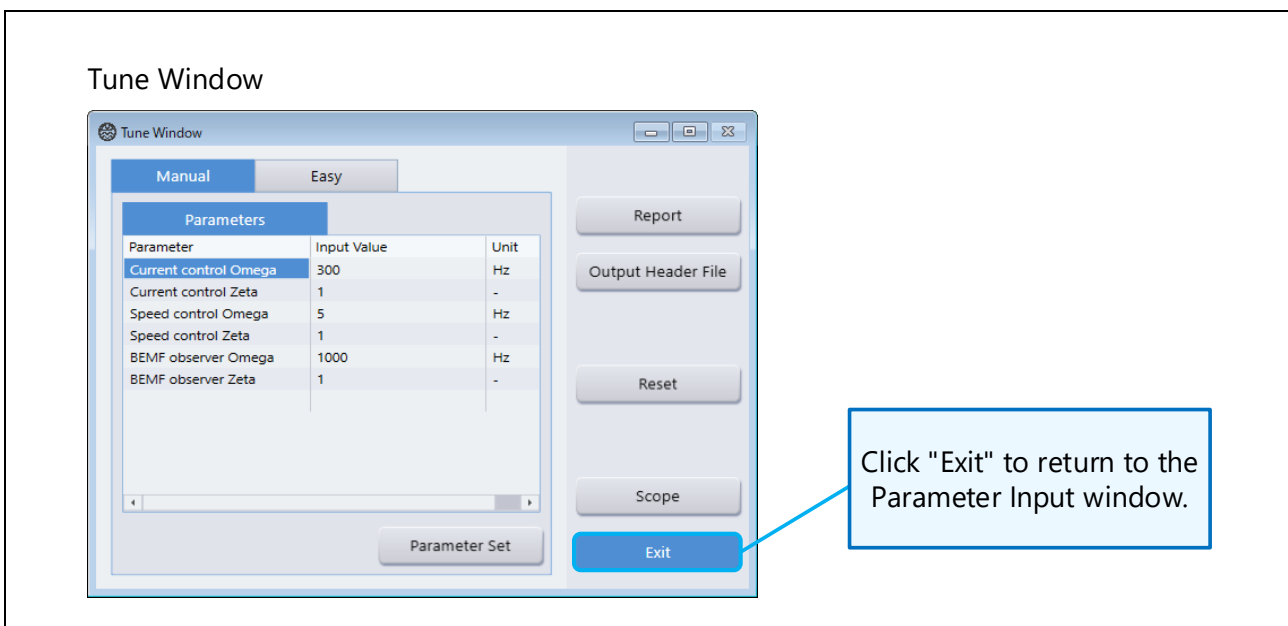 Tune Window
Tune Window
Manual Easy
Parameters
Parameter Input Value Unit
Current control Omega 300 Hz
Current control Zeta 1 -
Speed control Omega 5 Hz
Speed control Zeta 1 -
BEMF observer Omega 1000 Hz
BEMF observer Zeta 1 -
Parameter Set
Report
Output Header File
Reset
Scope
Exit
Click "Exit" to return to the
Parameter Input window.